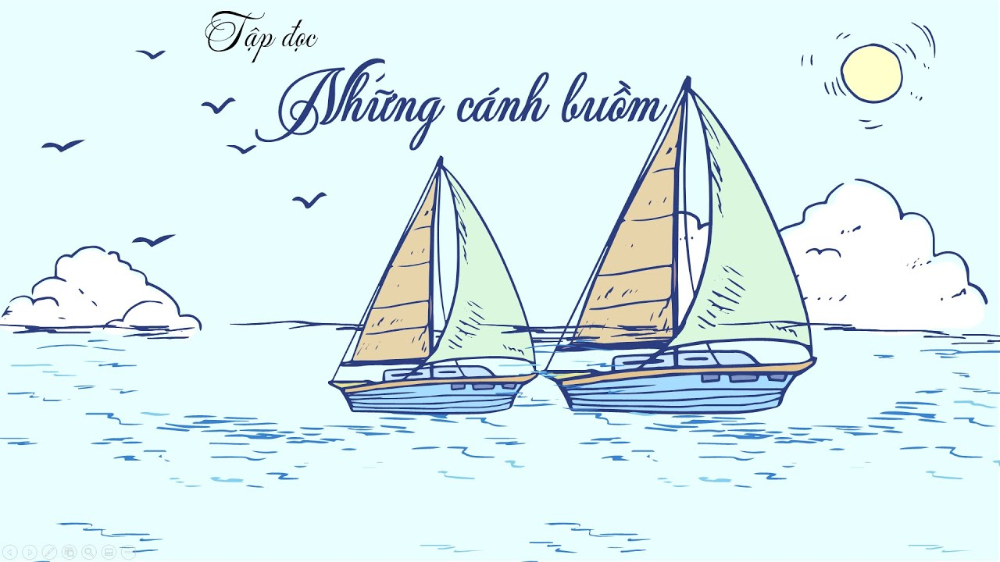 Tập đọc
Những cánh buồm